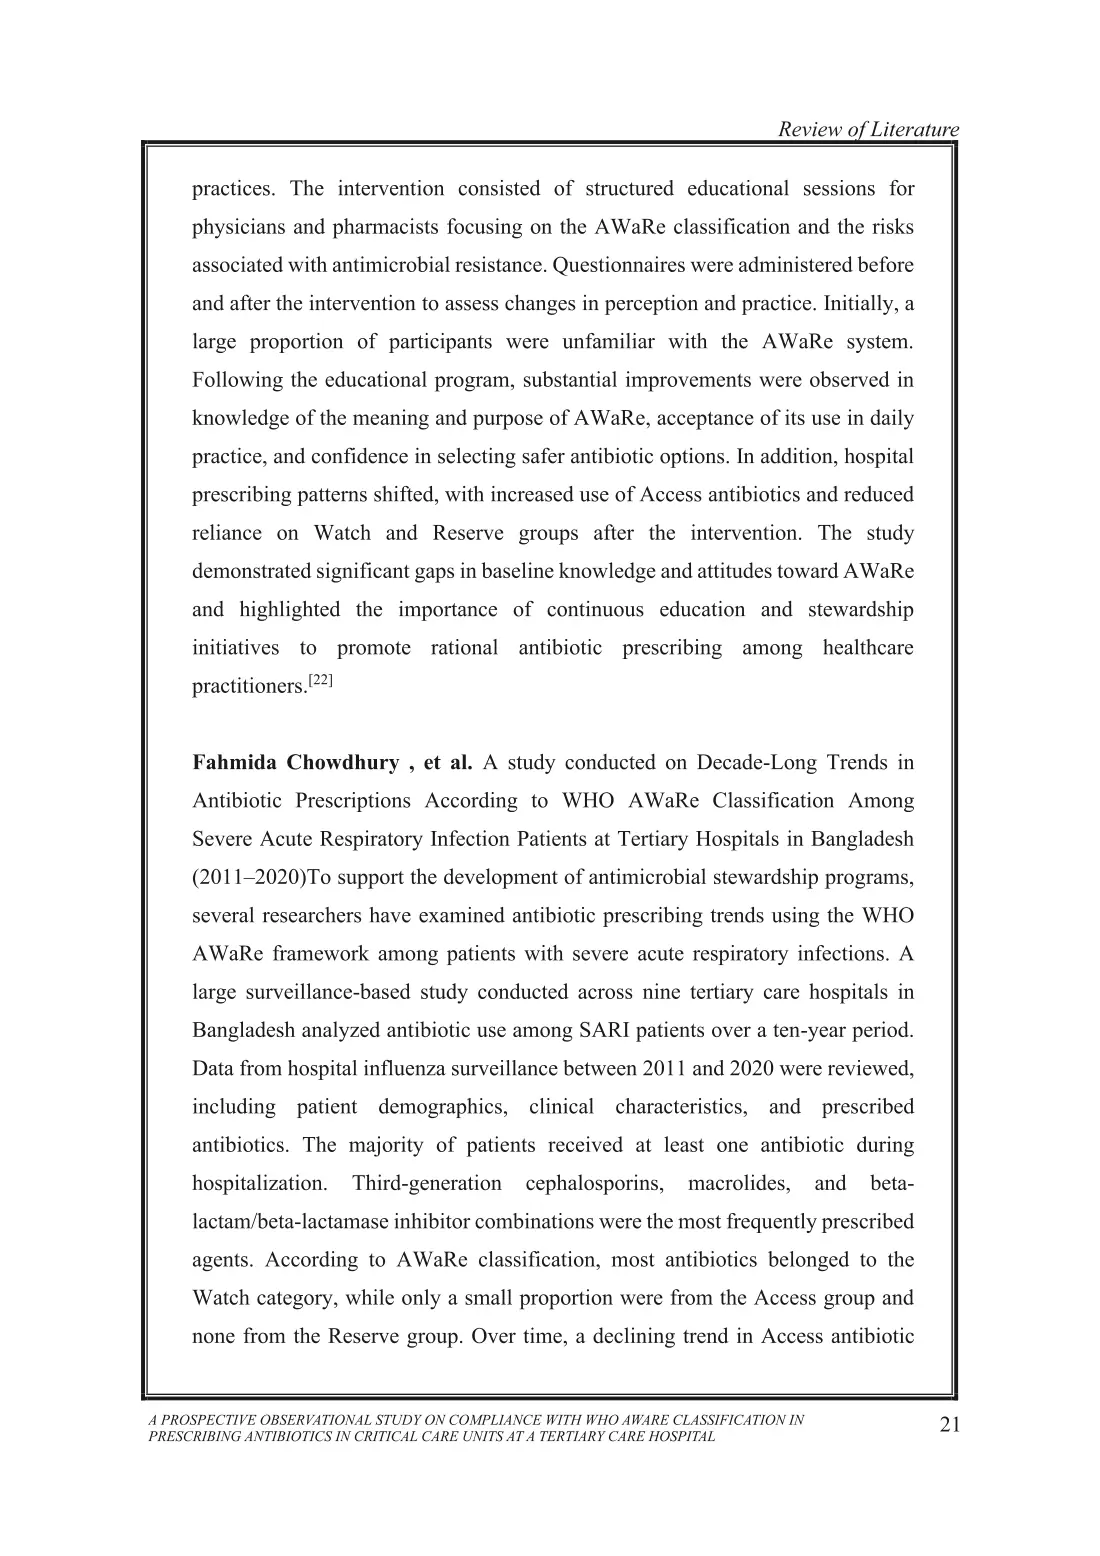 Review of Literature
practices. The intervention consisted of structured educational sessions for
physicians and pharmacists focusing on the AWaRe classification and the risks
associated with antimicrobial resistance. Questionnaires were administered before
and after the intervention to assess changes in perception and practice. Initially, a
large proportion of participants were unfamiliar with the AWaRe system.
Following the educational program, substantial improvements were observed in
knowledge of the meaning and purpose of AWaRe, acceptance of its use in daily
practice, and confidence in selecting safer antibiotic options. In addition, hospital
prescribing patterns shifted, with increased use of Access antibiotics and reduced
reliance on Watch and Reserve groups after the intervention. The study
demonstrated significant gaps in baseline knowledge and attitudes toward AWaRe
and highlighted the importance of continuous education and stewardship
initiatives to promote rational antibiotic prescribing among healthcare
practitioners.[22]
Fahmida Chowdhury , et al. A study conducted on Decade-Long Trends in
Antibiotic Prescriptions According to WHO AWaRe Classification Among
Severe Acute Respiratory Infection Patients at Tertiary Hospitals in Bangladesh
(2011–2020)To support the development of antimicrobial stewardship programs,
several researchers have examined antibiotic prescribing trends using the WHO
AWaRe framework among patients with severe acute respiratory infections. A
large surveillance-based study conducted across nine tertiary care hospitals in
Bangladesh analyzed antibiotic use among SARI patients over a ten-year period.
Data from hospital influenza surveillance between 2011 and 2020 were reviewed,
including patient demographics, clinical characteristics, and prescribed
antibiotics. The majority of patients received at least one antibiotic during
hospitalization. Third-generation cephalosporins, macrolides, and beta-
lactam/beta-lactamase inhibitor combinations were the most frequently prescribed
agents. According to AWaRe classification, most antibiotics belonged to the
Watch category, while only a small proportion were from the Access group and
none from the Reserve group. Over time, a declining trend in Access antibiotic
A PROSPECTIVE OBSERVATIONAL STUDY ON COMPLIANCE WITH WHO AWARE CLASSIFICATION IN
PRESCRIBING ANTIBIOTICS IN CRITICAL CARE UNITS AT A TERTIARY CARE HOSPITAL
21